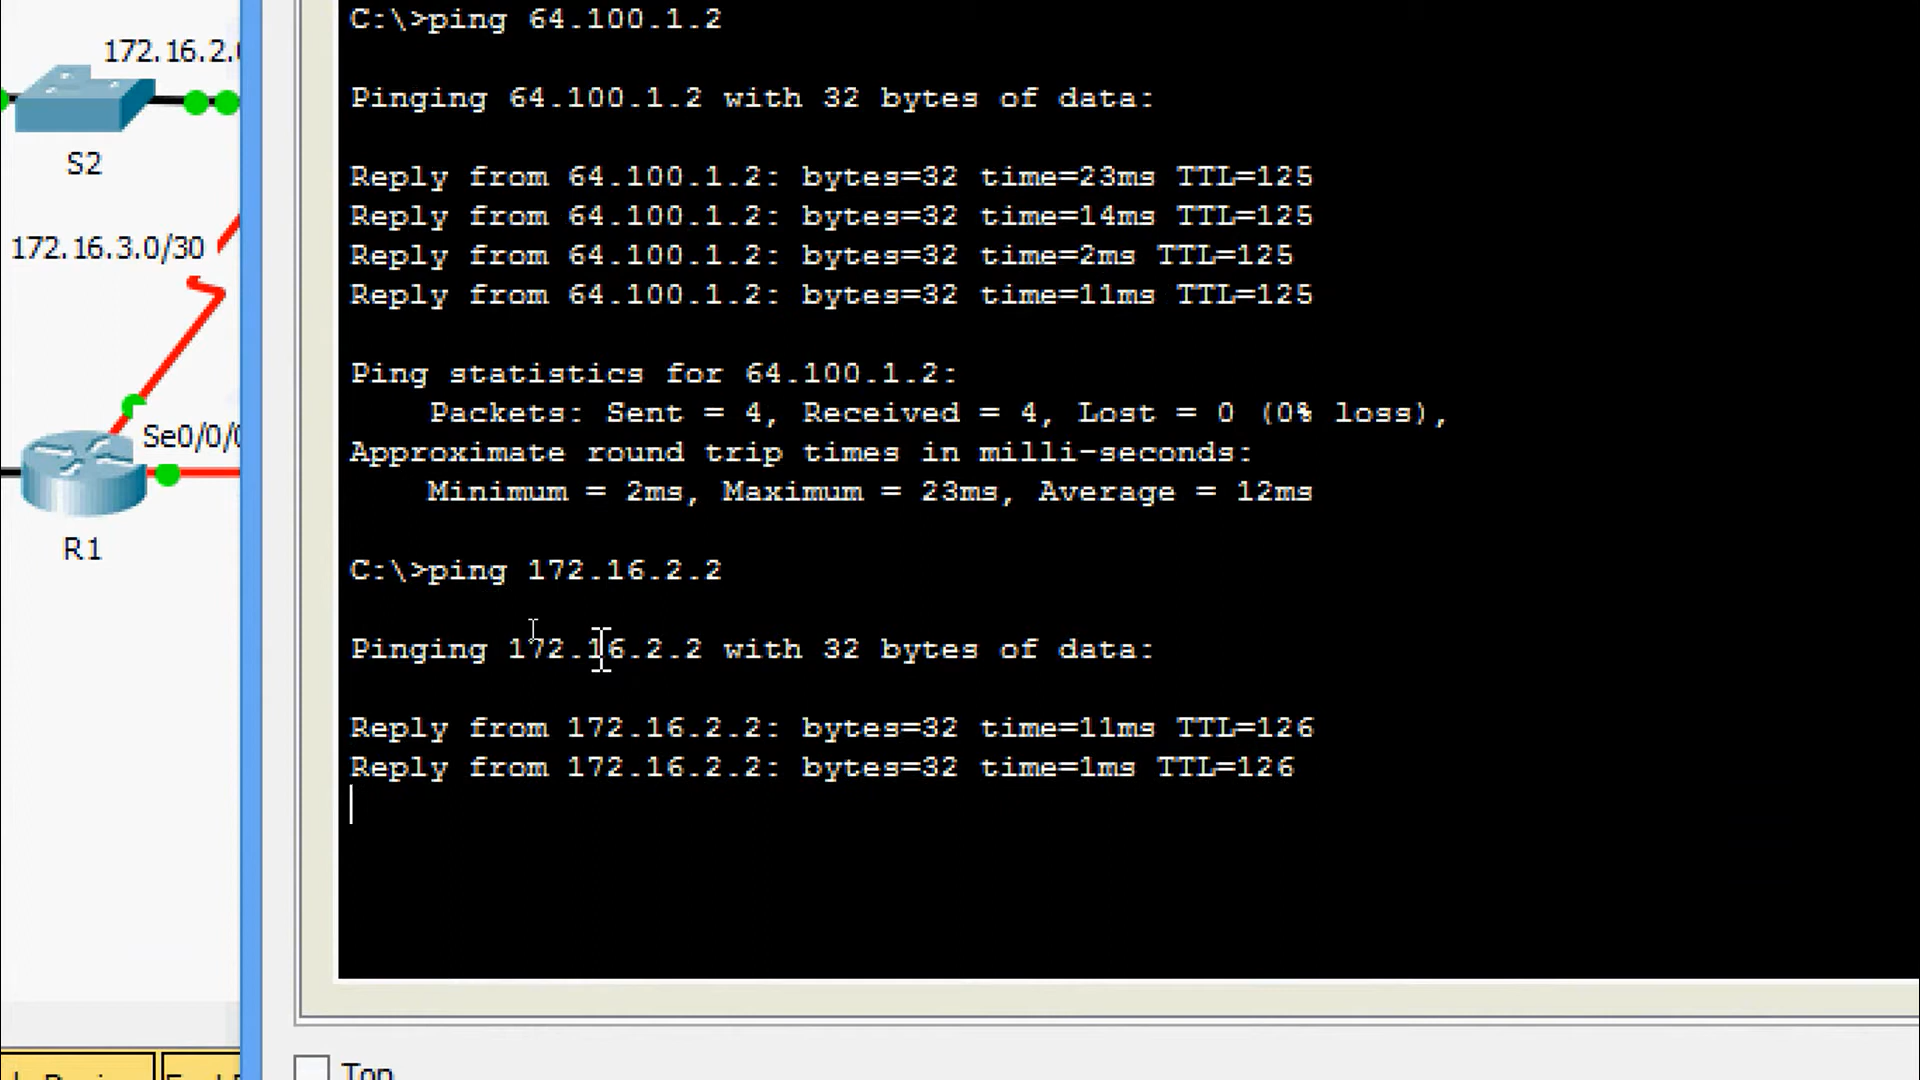 172.16.2.
S2
172.16.3.0/30
Se0/0/0
R1
C:\>ping 64.100.1.2
Pinging 64.100.1.2 with 32 bytes of data:
Reply from 64.100.1.2: bytes=32 time=23ms TTL=125
Reply from 64.100.1.2: bytes=32 time=14ms TTL=125
Reply from 64.100.1.2: bytes=32 time=2ms TTL=125
Reply from 64.100.1.2: bytes=32 time=11ms TTL=125
Ping statistics for 64.100.1.2:
Packets: Sent = 4, Received = 4, Lost = 0 (0% loss),
Approximate round trip times in milli-seconds:
Minimum = 2ms, Maximum = 23ms, Average = 12ms
C:\>ping 172.16.2.2
Pinging 172.16.2.2 with 32 bytes of data:
Reply from 172.16.2.2: bytes=32 time=11ms TTL=126
Reply from 172.16.2.2: bytes=32 time=1ms TTL=126
Top